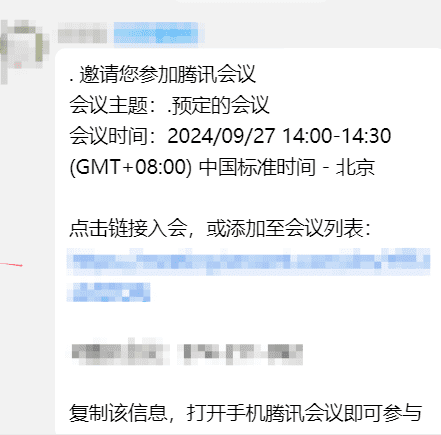 . 邀请您参加腾讯会议
会议主题：.预定的会议
会议时间：2024/09/27 14:00-14:30
(GMT+08:00) 中国标准时间 - 北京
点击链接入会，或添加至会议列表：
复制该信息，打开手机腾讯会议即可参与